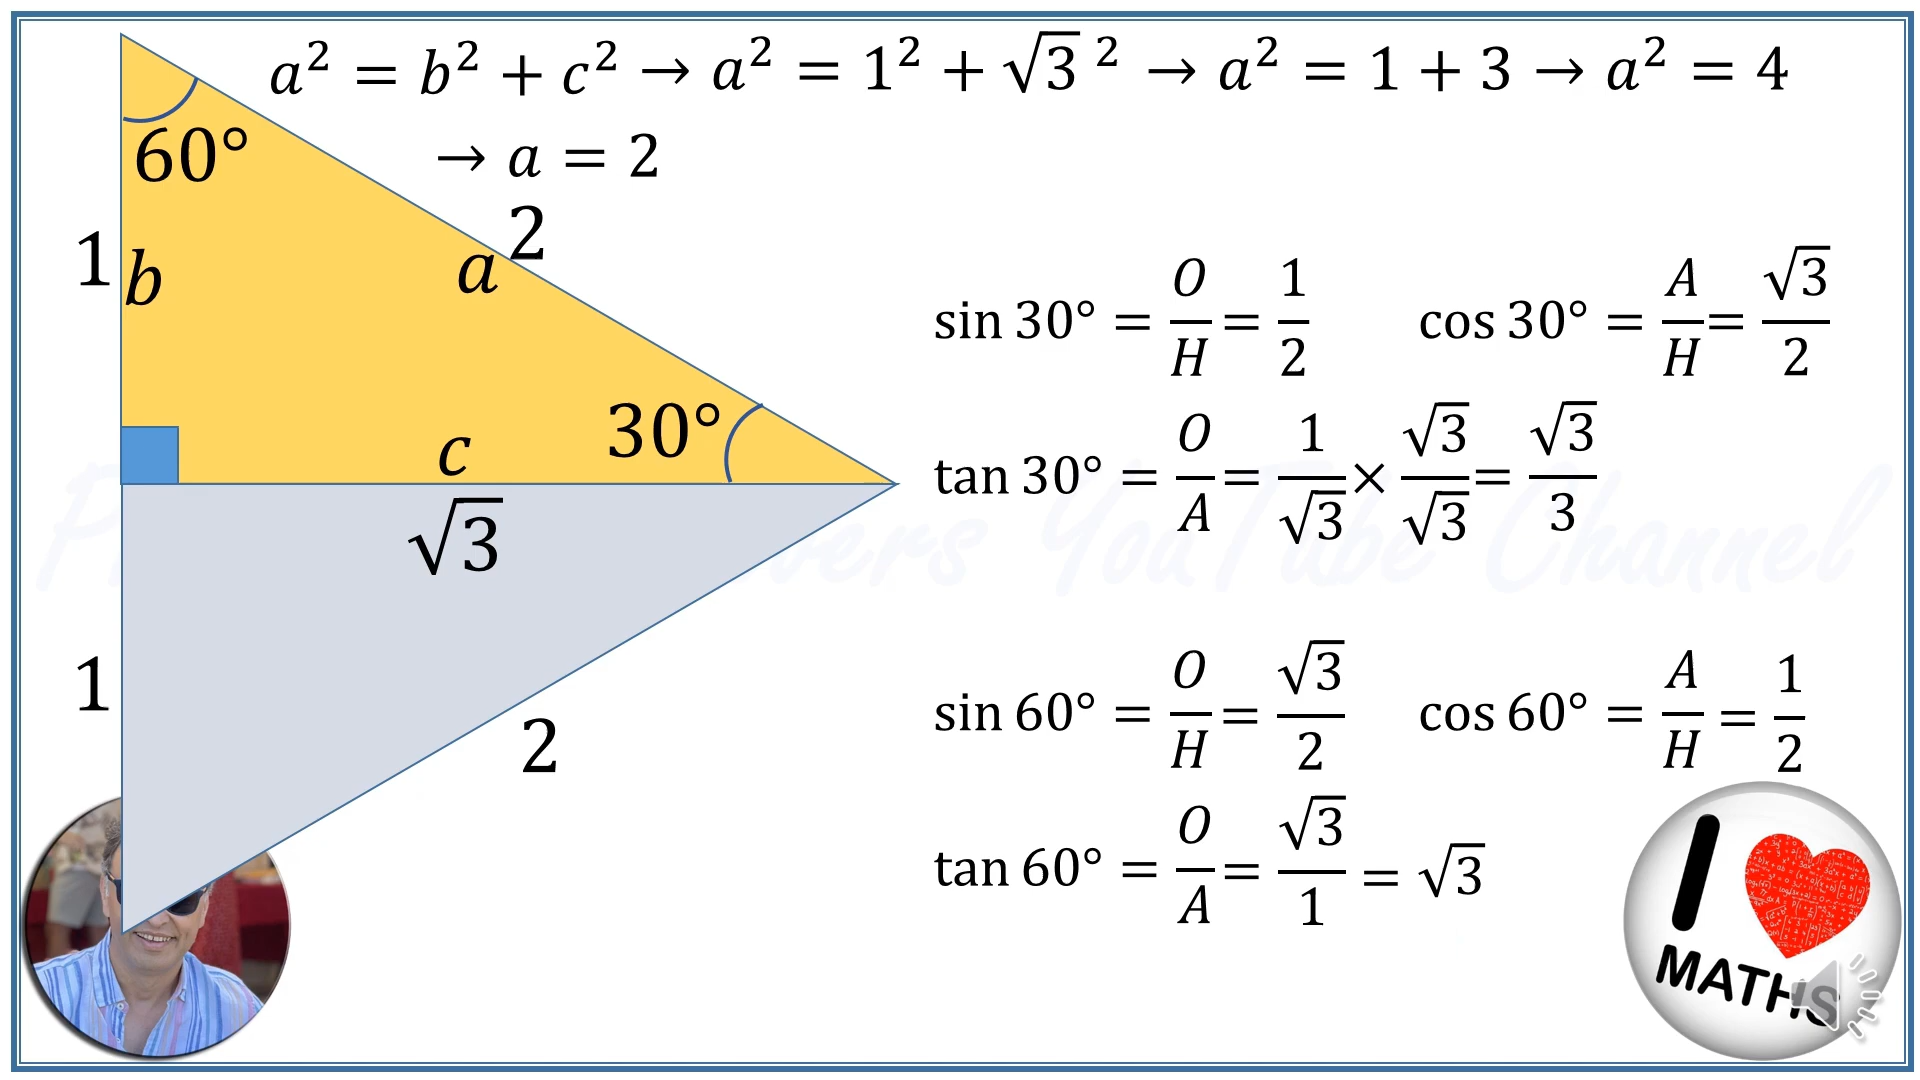 a² = b² + c² → a² = 1² + √3 ² → a² = 1 + 3 → a² = 4
→ a = 2
60°
2
1
b
a
sin 30° = O/H = 1/2
cos 30° = A/H = √3/2
30°
c
tan 30° = O/A = 1/√3 × √3/√3 = √3/3
√3
YouTube Channel
1
2
sin 60° = O/H = √3/2
cos 60° = A/H = 1/2
tan 60° = O/A = √3/1 = √3
I
MATHS